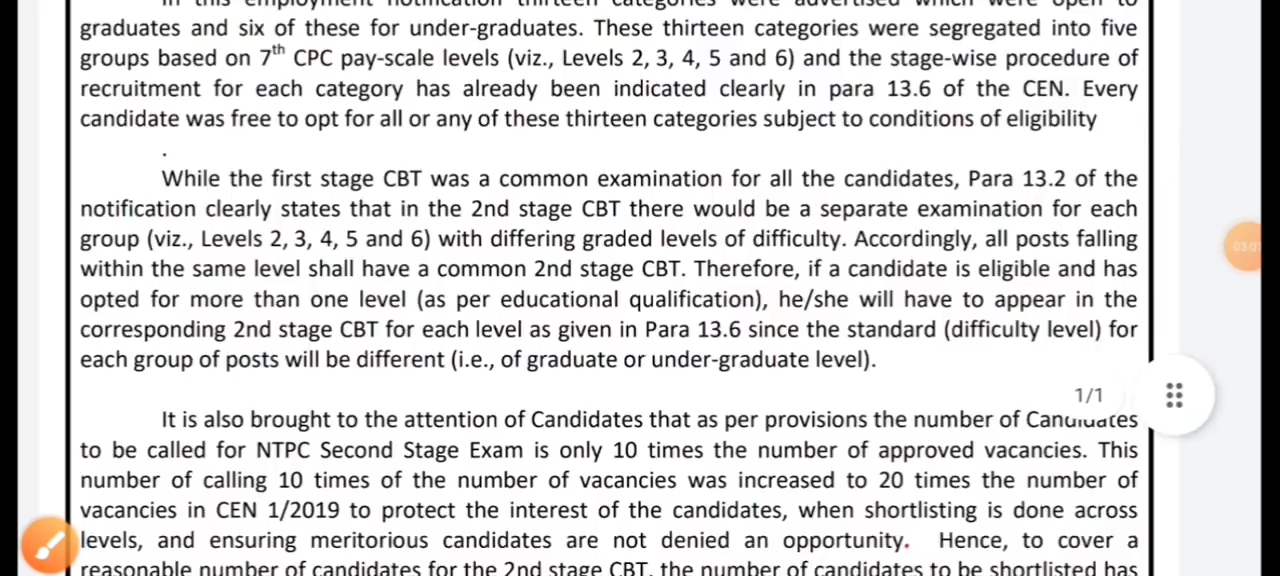 In this employment notification thirteen categories were advertised which were open to
graduates and six of these for under-graduates. These thirteen categories were segregated into five
groups based on 7th CPC pay-scale levels (viz., Levels 2, 3, 4, 5 and 6) and the stage-wise procedure of
recruitment for each category has already been indicated clearly in para 13.6 of the CEN. Every
candidate was free to opt for all or any of these thirteen categories subject to conditions of eligibility
.
While the first stage CBT was a common examination for all the candidates, Para 13.2 of the
notification clearly states that in the 2nd stage CBT there would be a separate examination for each
group (viz., Levels 2, 3, 4, 5 and 6) with differing graded levels of difficulty. Accordingly, all posts falling
within the same level shall have a common 2nd stage CBT. Therefore, if a candidate is eligible and has
opted for more than one level (as per educational qualification), he/she will have to appear in the
corresponding 2nd stage CBT for each level as given in Para 13.6 since the standard (difficulty level) for
each group of posts will be different (i.e., of graduate or under-graduate level).
1/1
It is also brought to the attention of Candidates that as per provisions the number of Candidates
to be called for NTPC Second Stage Exam is only 10 times the number of approved vacancies. This
number of calling 10 times of the number of vacancies was increased to 20 times the number of
vacancies in CEN 1/2019 to protect the interest of the candidates, when shortlisting is done across
levels, and ensuring meritorious candidates are not denied an opportunity. Hence, to cover a
reasonable number of candidates for the 2nd stage CBT, the number of candidates to be shortlisted has